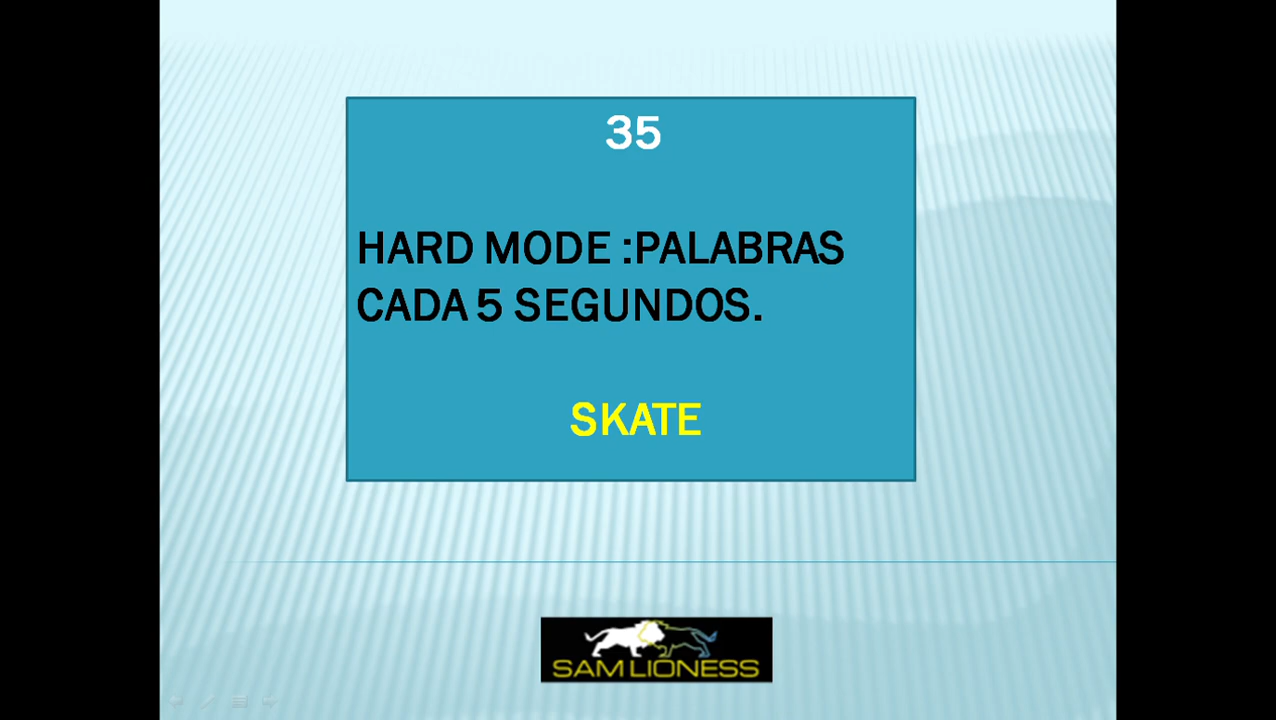 35
HARD MODE :PALABRAS
CADA 5 SEGUNDOS.
SKATE
SAM LIONESS